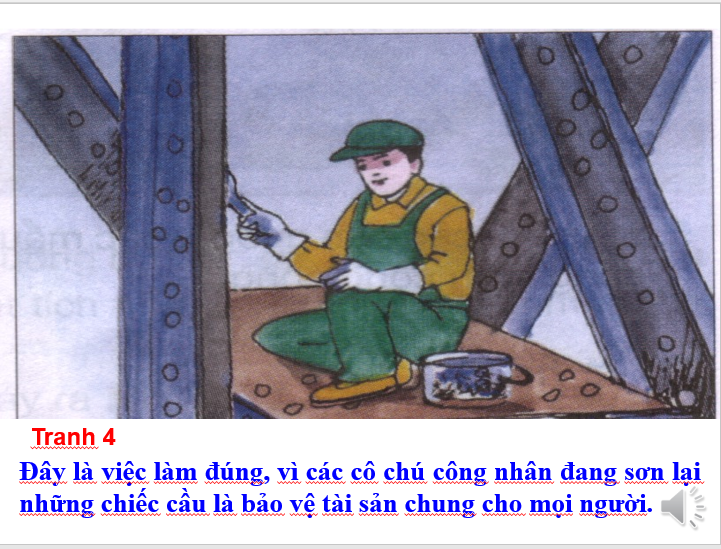 Tranh 4
Đây là việc làm đúng, vì các cô chú công nhân đang sơn lại
những chiếc cầu là bảo vệ tài sản chung cho mọi người.